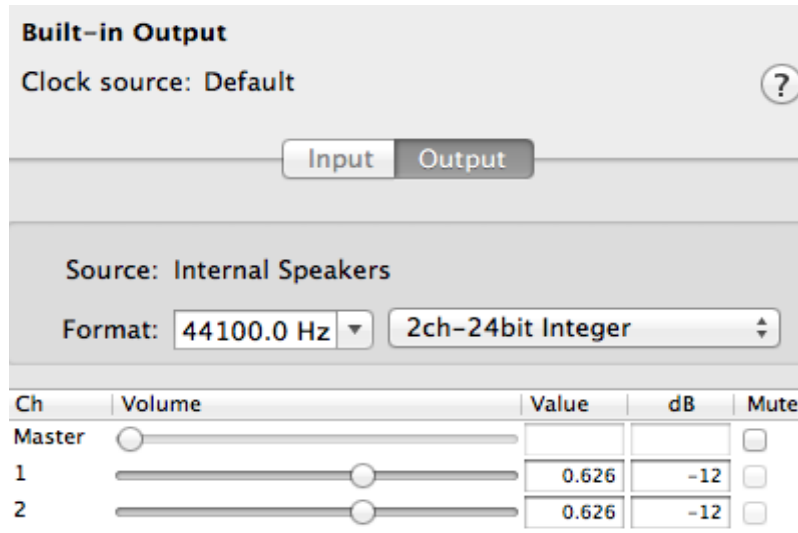 Built-in Output
Clock source: Default
?
Input Output
Source: Internal Speakers
Format: 44100.0 Hz 2ch-24bit Integer
Ch Volume Value dB Mute
Master
1 0.626 -12
2 0.626 -12